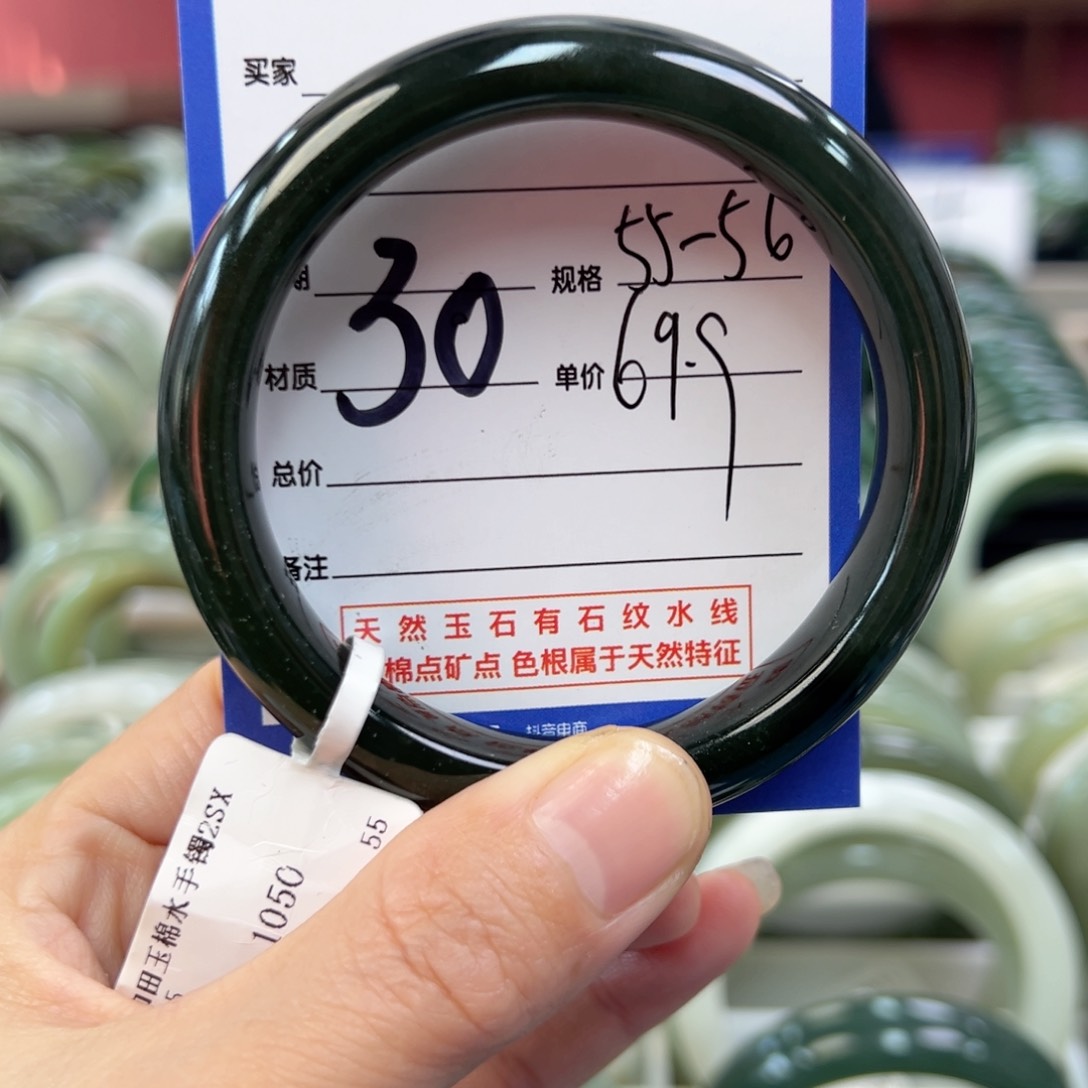 买家
规格 55-56
30
材质
单价 69.9
总价
备注
天然玉石有石纹水线
棉点矿点 色根属于天然特征
抖音电商
田玉棉水手镯2SX
1050
55